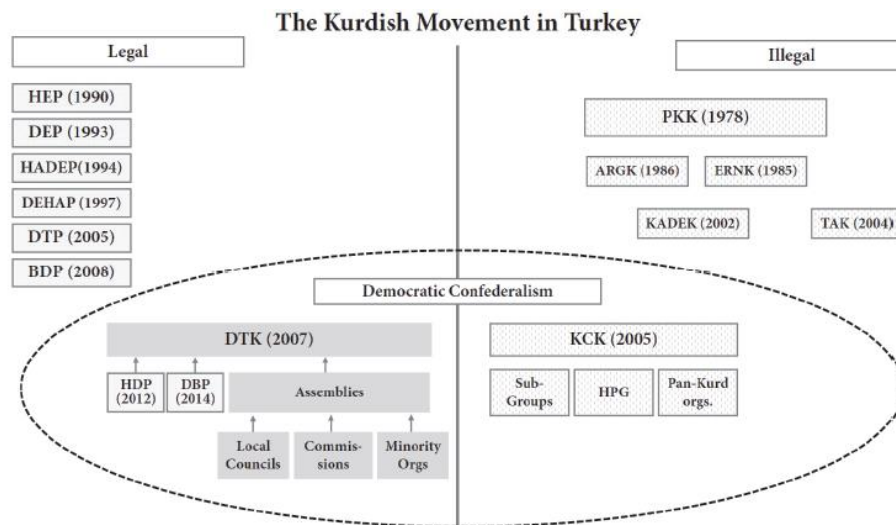 The Kurdish Movement in Turkey
Legal
Illegal
HEP (1990)
DEP (1993)
HADEP(1994)
DEHAP (1997)
DTP (2005)
BDP (2008)
PKK (1978)
ARGK (1986)
ERNK (1985)
KADEK (2002)
TAK (2004)
Democratic Confederalism
DTK (2007)
HDP
(2012)
DBP
(2014)
Assemblies
Local
Councils
Commis-
sions
Minority
Orgs
KCK (2005)
Sub-
Groups
HPG
Pan-Kurd
orgs.